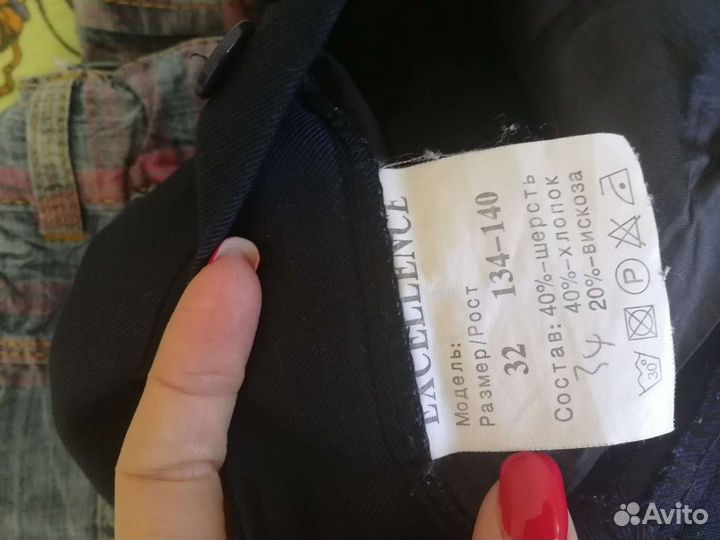 EXCELLENCE
Модель:
Размер/Рост
32 134-140
Состав: 40%-шерсть
40%-хлопок
34 20%-вискоза
30°
P
Avito